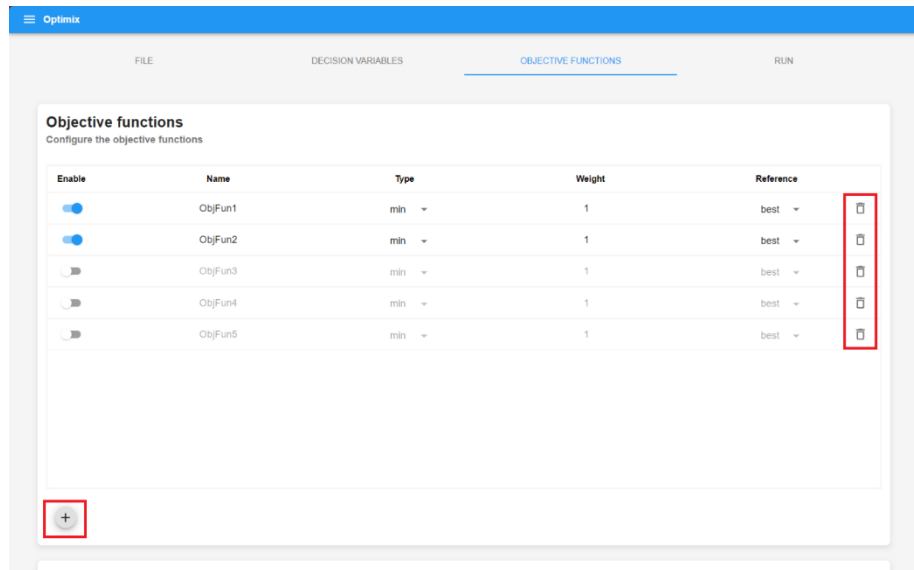 Optimix
FILE DECISION VARIABLES OBJECTIVE FUNCTIONS RUN
Objective functions
Configure the objective functions
Enable Name Type Weight Reference
ObjFun1 min 1 best
ObjFun2 min 1 best
ObjFun3 min 1 best
ObjFun4 min 1 best
ObjFun5 min 1 best
+